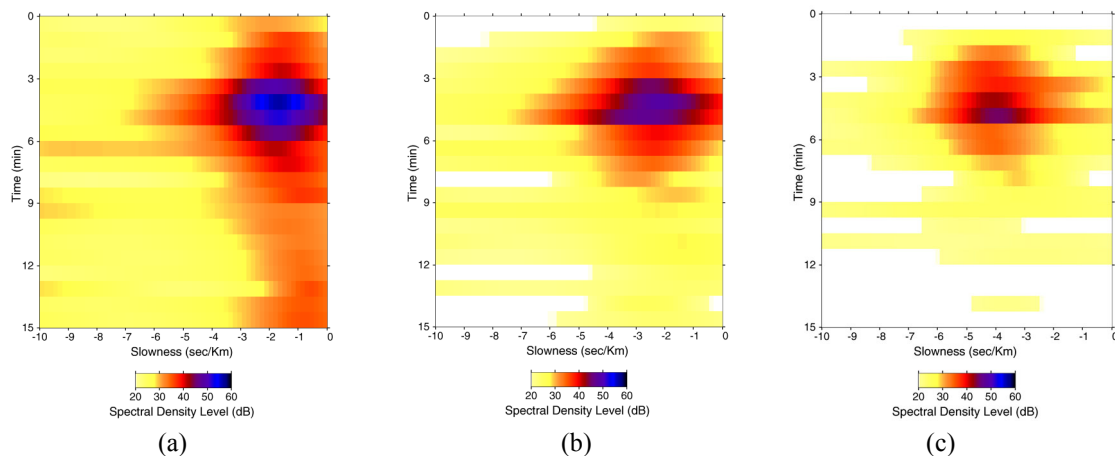 0
3
6
9
12
15
Time (min)
-10 -9 -8 -7 -6 -5 -4 -3 -2 -1 0
Slowness (sec/Km)
20 30 40 50 60
Spectral Density Level (dB)
(a)
0
3
6
9
12
15
Time (min)
-10 -9 -8 -7 -6 -5 -4 -3 -2 -1 0
Slowness (sec/Km)
20 30 40 50 60
Spectral Density Level (dB)
(b)
0
3
6
9
12
15
Time (min)
-10 -9 -8 -7 -6 -5 -4 -3 -2 -1 0
Slowness (sec/Km)
20 30 40 50 60
Spectral Density Level (dB)
(c)